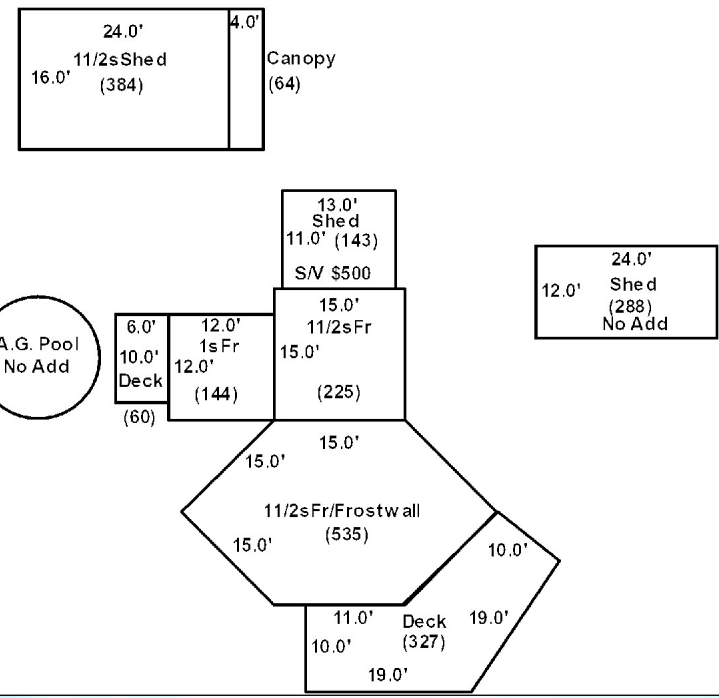 24.0'
4.0'
11/2sShed
Canopy
16.0'
(384)
(64)
13.0'
Shed
11.0' (143)
S/V $500
24.0'
12.0'
Shed
(288)
No Add
A.G. Pool
No Add
6.0'
10.0'
Deck
(60)
12.0'
1sFr
12.0'
(144)
15.0'
11/2sFr
15.0'
(225)
15.0'
15.0'
11/2sFr/Frostwall
(535)
15.0'
10.0'
11.0'
Deck
19.0'
10.0'
(327)
19.0'